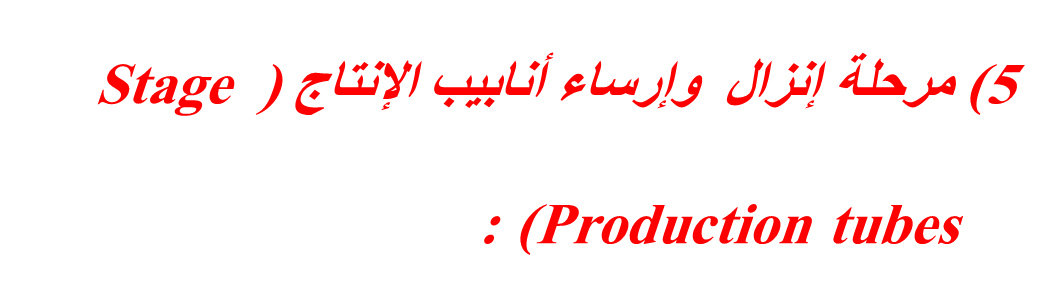 5) مرحلة إنزال وإرساء أنابيب الإنتاج ( Stage
Production tubes) :